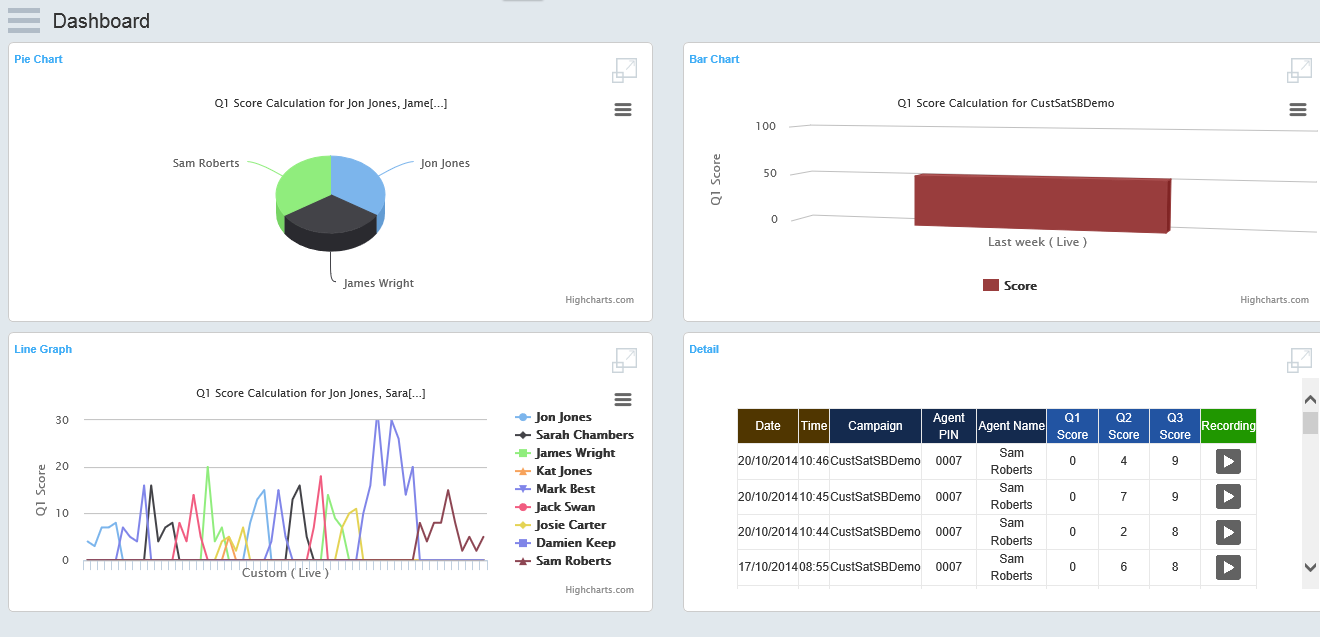 Dashboard
Pie Chart
Q1 Score Calculation for Jon Jones, Jame[...]
Sam Roberts
Jon Jones
James Wright
Highcharts.com
Bar Chart
Q1 Score Calculation for CustSatSBDemo
100
50
0
Q1 Score
Last week ( Live )
Score
Highcharts.com
Line Graph
Q1 Score Calculation for Jon Jones, Sara[...]
30
20
10
0
Q1 Score
Custom ( Live )
Jon Jones
Sarah Chambers
James Wright
Kat Jones
Mark Best
Jack Swan
Josie Carter
Damien Keep
Sam Roberts
Highcharts.com
Detail
Date Time Campaign Agent PIN Agent Name Q1 Score Q2 Score Q3 Score Recording
20/10/2014 10:46 CustSatSBDemo 0007 Sam Roberts 0 4 9
20/10/2014 10:45 CustSatSBDemo 0007 Sam Roberts 0 7 9
20/10/2014 10:44 CustSatSBDemo 0007 Sam Roberts 0 2 8
17/10/2014 08:55 CustSatSBDemo 0007 Sam Roberts 0 6 8